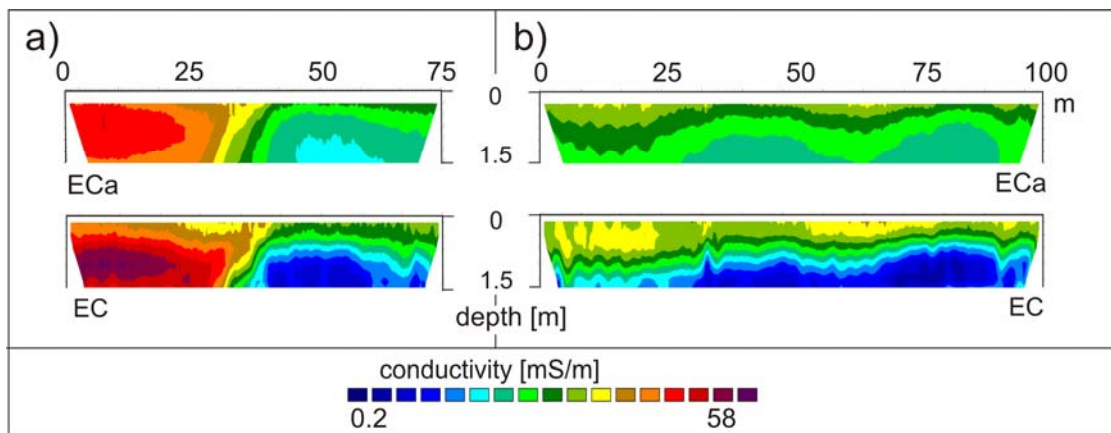 a)
b)
0 25 50 75
0 25 50 75 100
m
0
1.5
ECa
ECa
0
1.5
EC
EC
depth [m]
conductivity [mS/m]
0.2 58